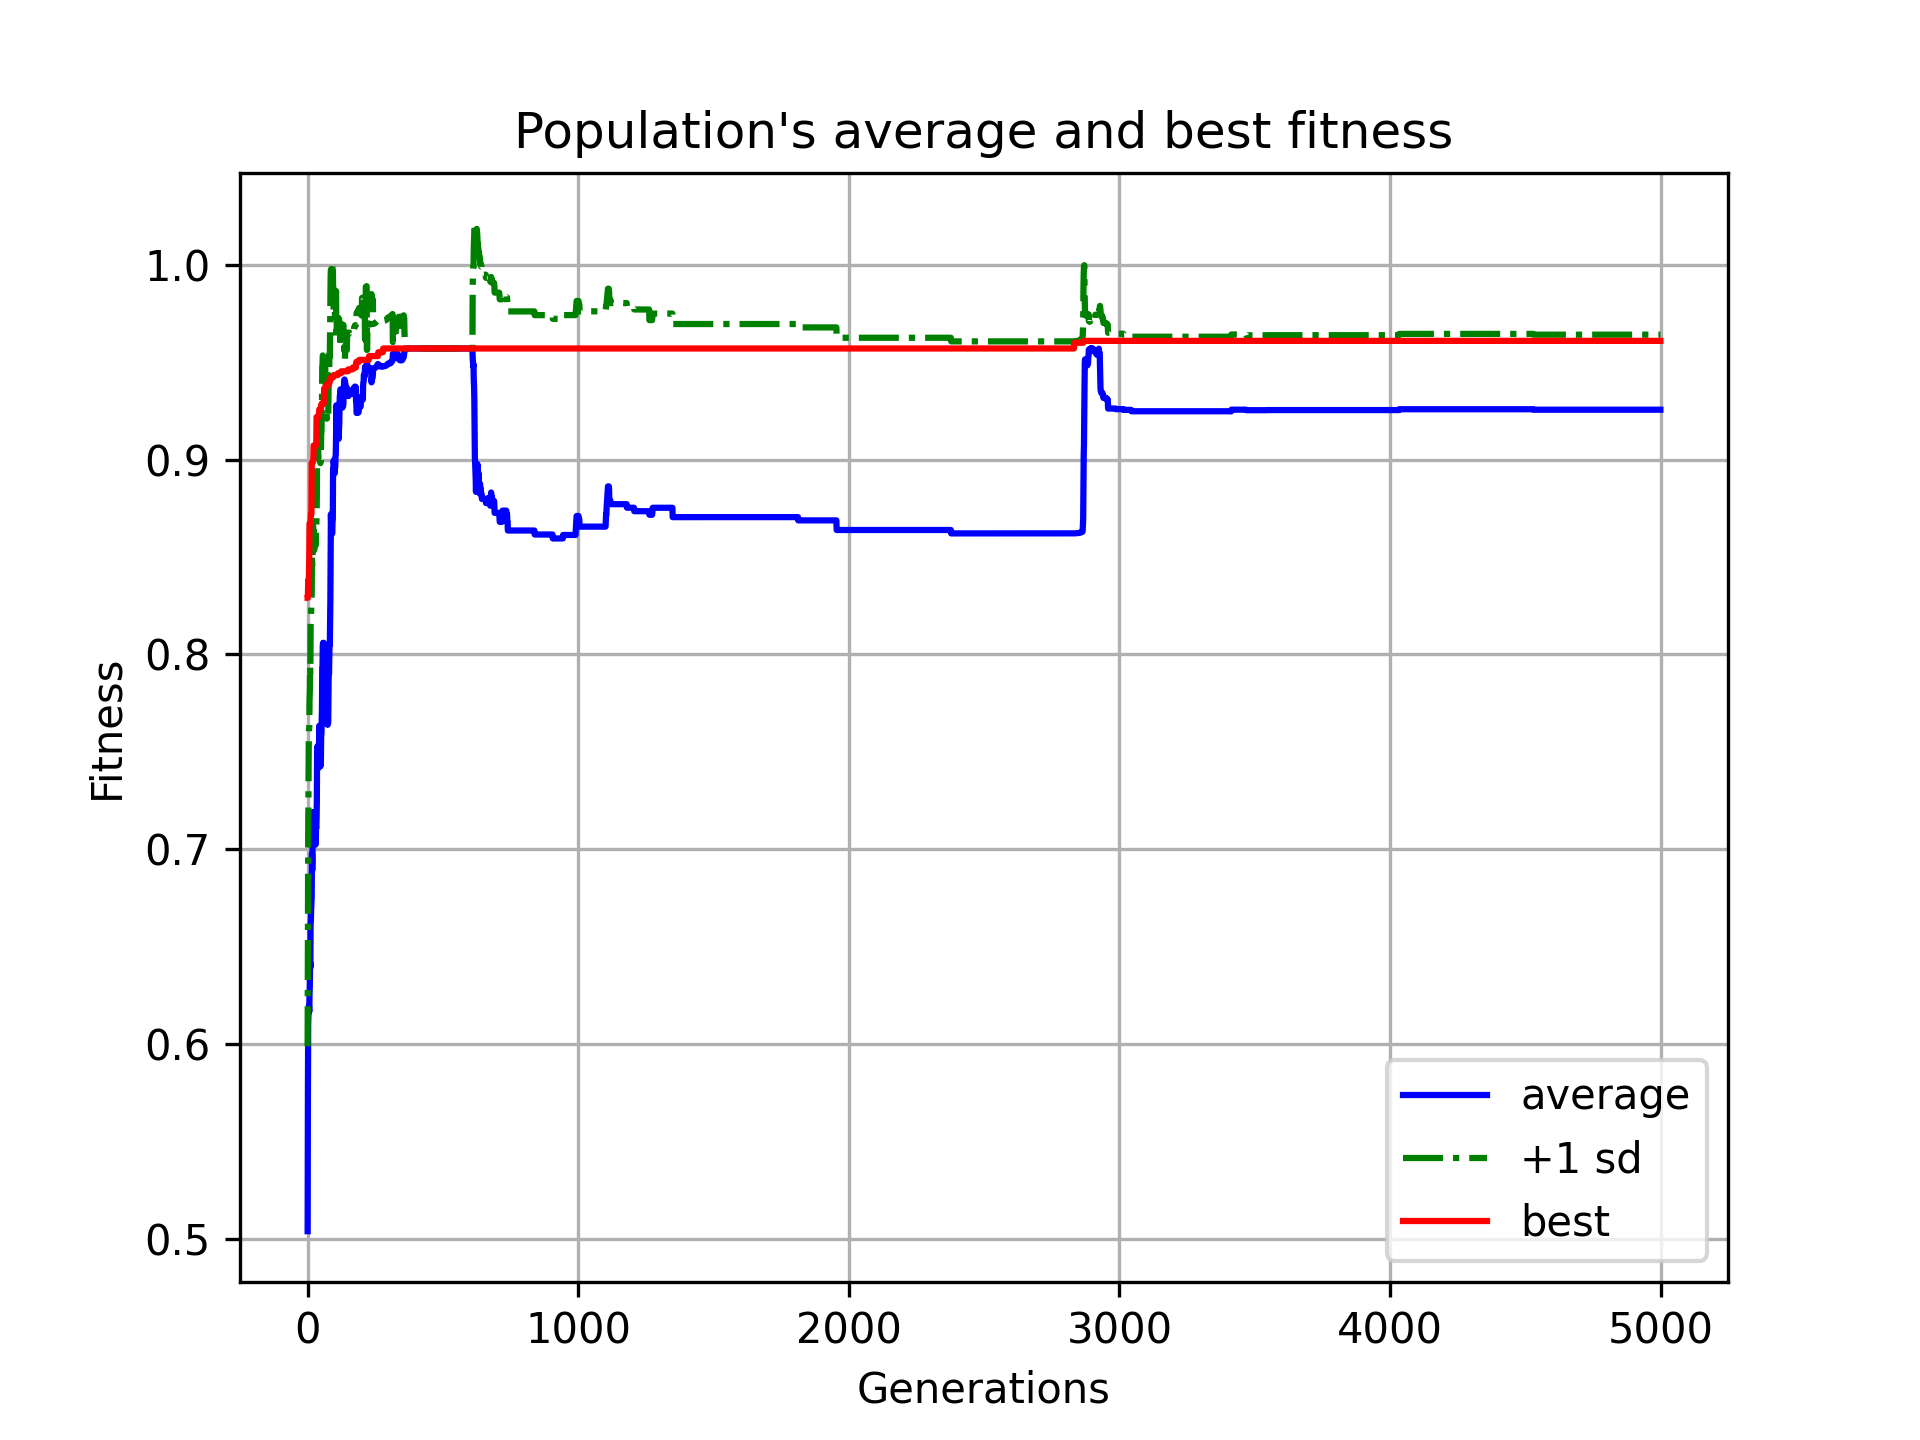 Population's average and best fitness
Fitness
1.0
0.9
0.8
0.7
0.6
0.5
0 1000 2000 3000 4000 5000
Generations
average
+1 sd
best